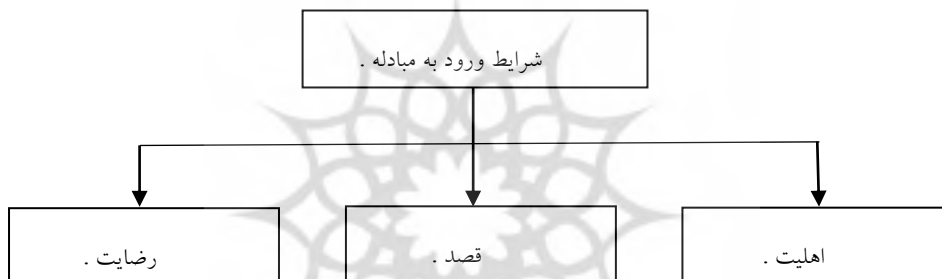 شرایط ورود به مبادله .
اهلیت .
قصد .
رضایت .